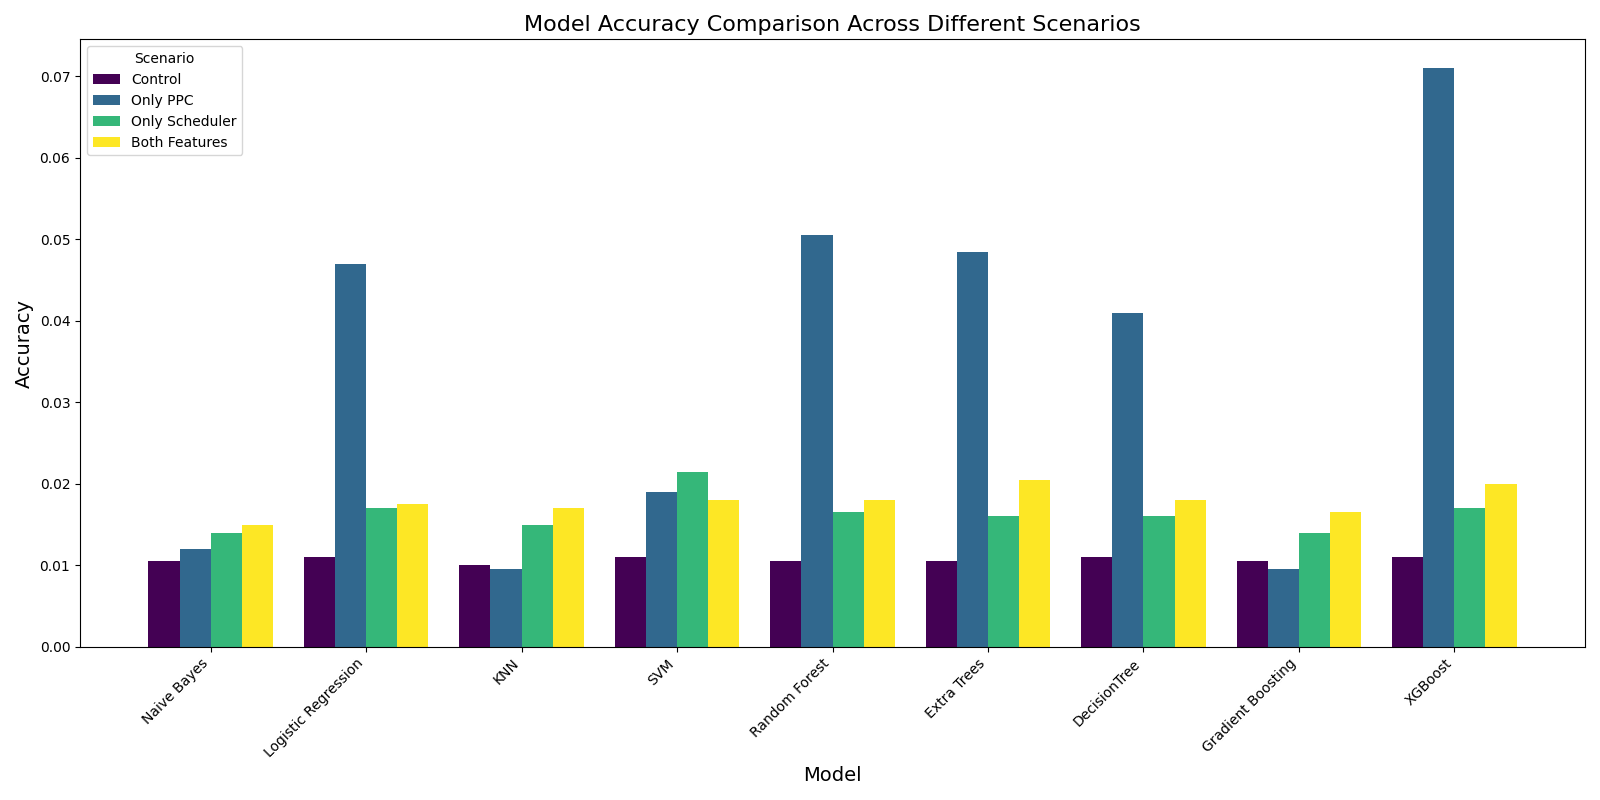 Model Accuracy Comparison Across Different Scenarios
Scenario
Control
Only PPC
Only Scheduler
Both Features
Accuracy
0.07
0.06
0.05
0.04
0.03
0.02
0.01
0.00
Naive Bayes
Logistic Regression
KNN
SVM
Random Forest
Extra Trees
DecisionTree
Gradient Boosting
XGBoost
Model